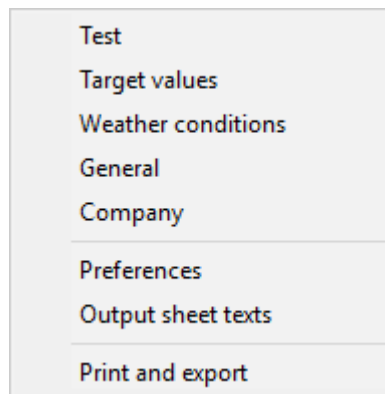 Test
Target values
Weather conditions
General
Company
Preferences
Output sheet texts
Print and export